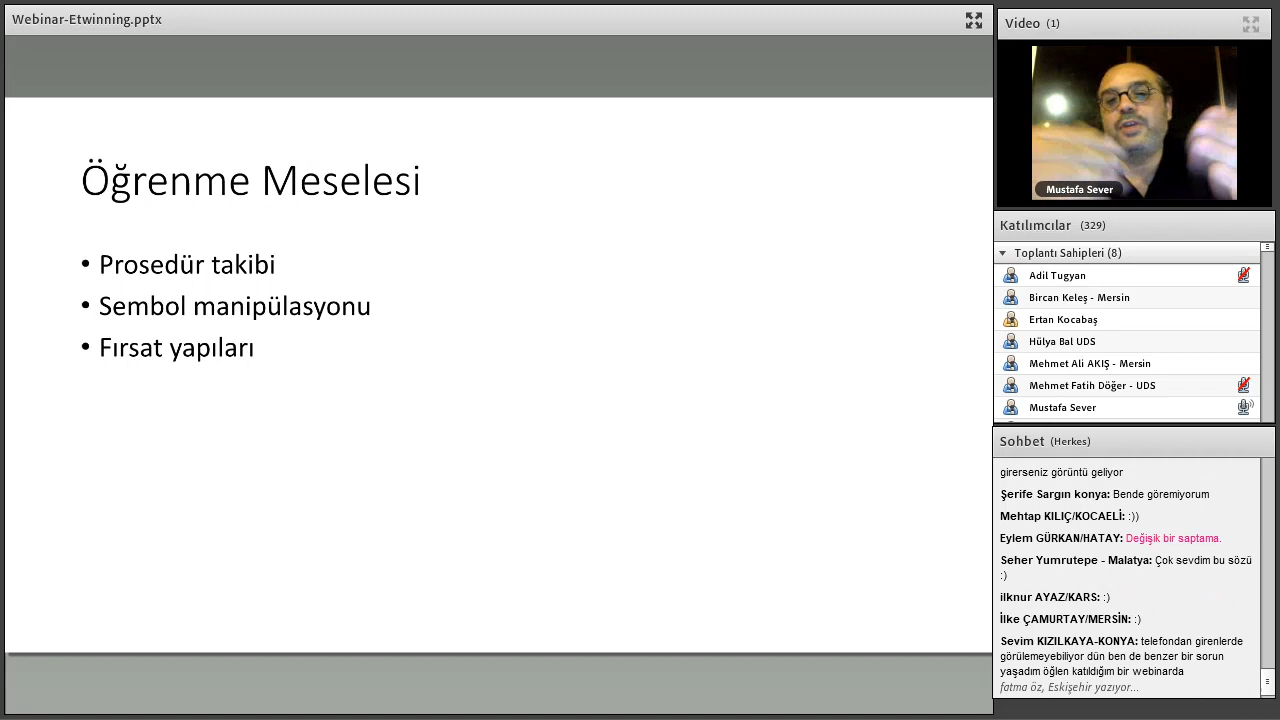 Webinar-Etwinning.pptx
Öğrenme Meselesi
• Prosedür takibi
• Sembol manipülasyonu
• Fırsat yapıları
Video (1)
Mustafa Sever
Katılımcılar (329)
Toplantı Sahipleri (8)
Adil Tugyan
Bircan Keleş - Mersin
Ertan Kocabaş
Hülya Bal UDS
Mehmet Ali AKIŞ - Mersin
Mehmet Fatih Döğer - UDS
Mustafa Sever
Sohbet (Herkes)
girerseniz görüntü geliyor
Şerife Sargın konya: Bende göremiyorum
Mehtap KILIÇ/KOCAELİ: :))
Eylem GÜRKAN/HATAY: Değişik bir saptama.
Seher Yumrutepe - Malatya: Çok sevdim bu sözü
:)
ilknur AYAZ/KARS: :)
İlke ÇAMURTAY/MERSİN: :)
Sevim KIZILKAYA-KONYA: telefondan girenlerde
görülemeyebiliyor dün ben de benzer bir sorun
yaşadım öğlen katıldığım bir webinarda
fatma öz, Eskişehir yazıyor...